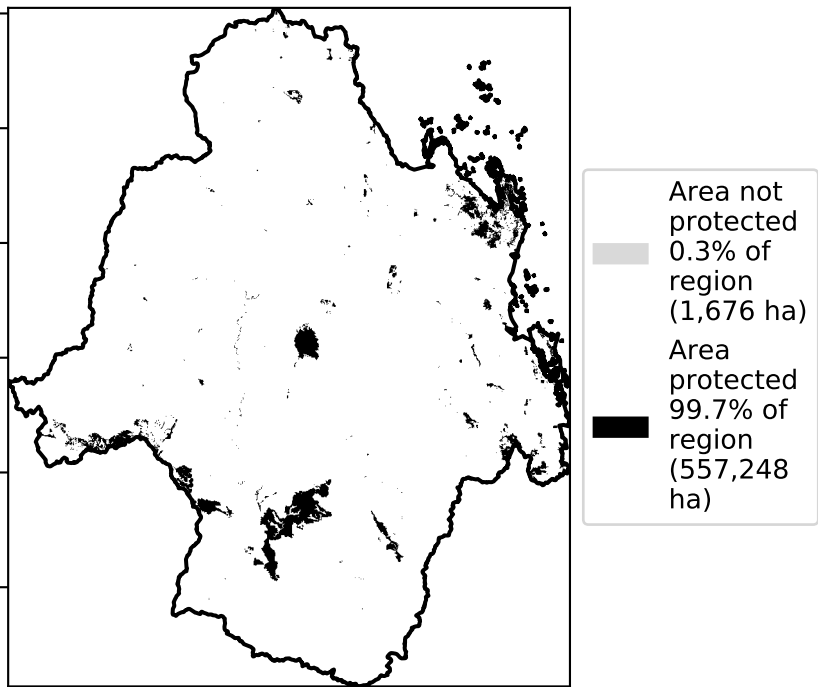 Area not
protected
0.3% of
region
(1,676 ha)
Area
protected
99.7% of
region
(557,248
ha)